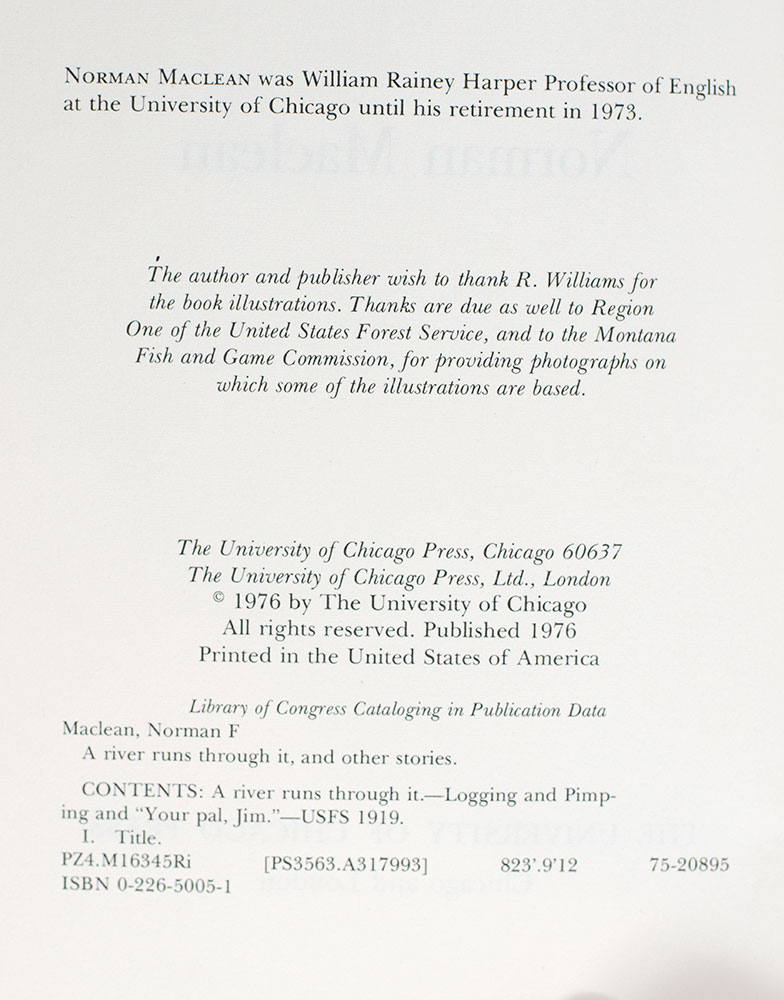 NORMAN MACLEAN was William Rainey Harper Professor of English
at the University of Chicago until his retirement in 1973.
The author and publisher wish to thank R. Williams for
the book illustrations. Thanks are due as well to Region
One of the United States Forest Service, and to the Montana
Fish and Game Commission, for providing photographs on
which some of the illustrations are based.
The University of Chicago Press, Chicago 60637
The University of Chicago Press, Ltd., London
© 1976 by The University of Chicago
All rights reserved. Published 1976
Printed in the United States of America
Library of Congress Cataloging in Publication Data
Maclean, Norman F
A river runs through it, and other stories.
CONTENTS: A river runs through it.—Logging and Pimp-
ing and “Your pal, Jim.”—USFS 1919.
I. Title.
PZ4.M16345Ri [PS3563.A317993] 823'.9'12 75-20895
ISBN 0-226-5005-1